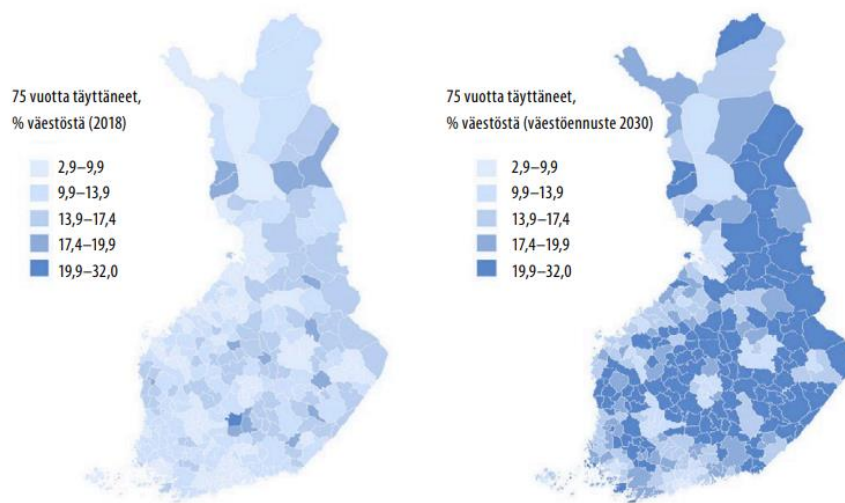 75 vuotta täyttäneet,
% väestöstä (2018)
2,9–9,9
9,9–13,9
13,9–17,4
17,4–19,9
19,9–32,0
75 vuotta täyttäneet,
% väestöstä (väestöennuste 2030)
2,9–9,9
9,9–13,9
13,9–17,4
17,4–19,9
19,9–32,0